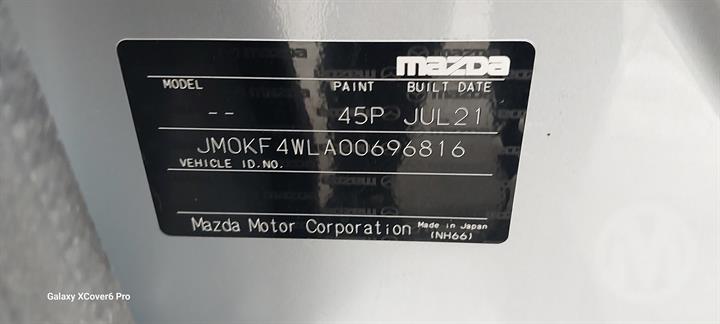 mazda
MODEL PAINT BUILT DATE
-- 45P JUL21
JM0KF4WLA00696816
VEHICLE ID.NO.
Mazda Motor Corporation Made in Japan
(NH66)
Galaxy XCover6 Pro